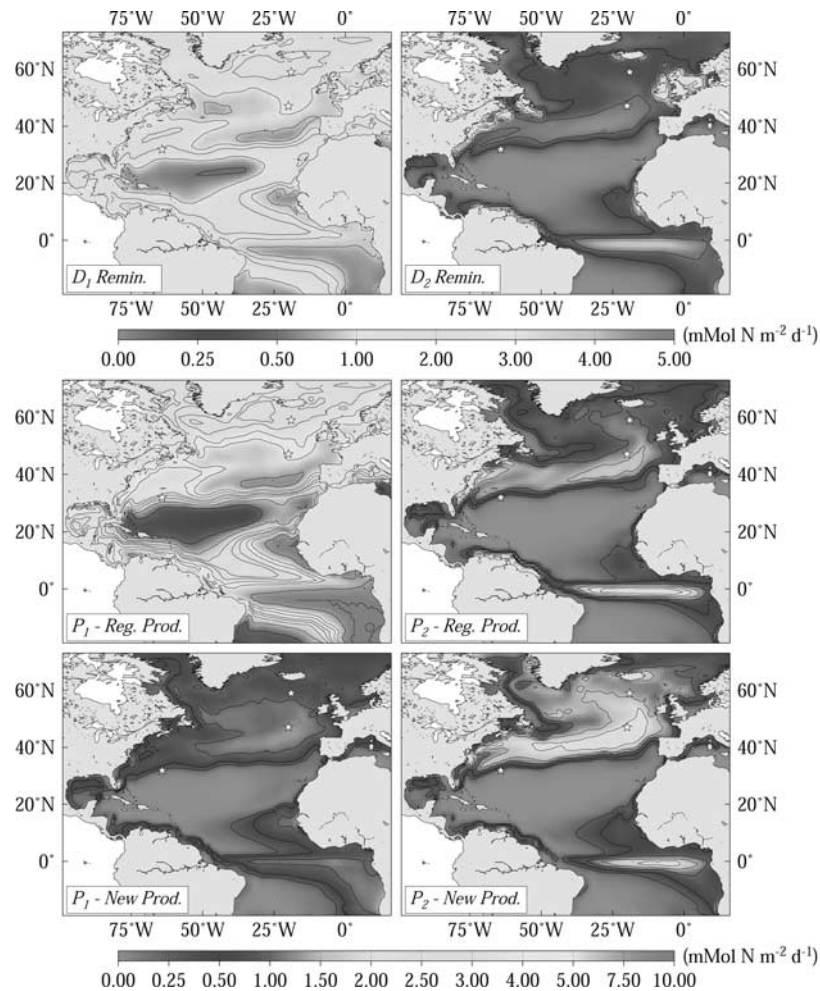 75°W 50°W 25°W 0° 75°W 50°W 25°W 0°
60°N 60°N
40°N 40°N
20°N 20°N
0° 0°
D1 Remin. D2 Remin.
75°W 50°W 25°W 0° 75°W 50°W 25°W 0°
(mMol N m-2 d-1)
0.00 0.25 0.50 1.00 2.00 3.00 4.00 5.00
60°N 60°N
40°N 40°N
20°N 20°N
0° 0°
P1 - Reg. Prod. P2 - Reg. Prod.
60°N 60°N
40°N 40°N
20°N 20°N
0° 0°
P1 - New Prod. P2 - New Prod.
75°W 50°W 25°W 0° 75°W 50°W 25°W 0°
(mMol N m-2 d-1)
0.00 0.25 0.50 1.00 1.50 2.00 2.50 3.00 4.00 5.00 7.50 10.00